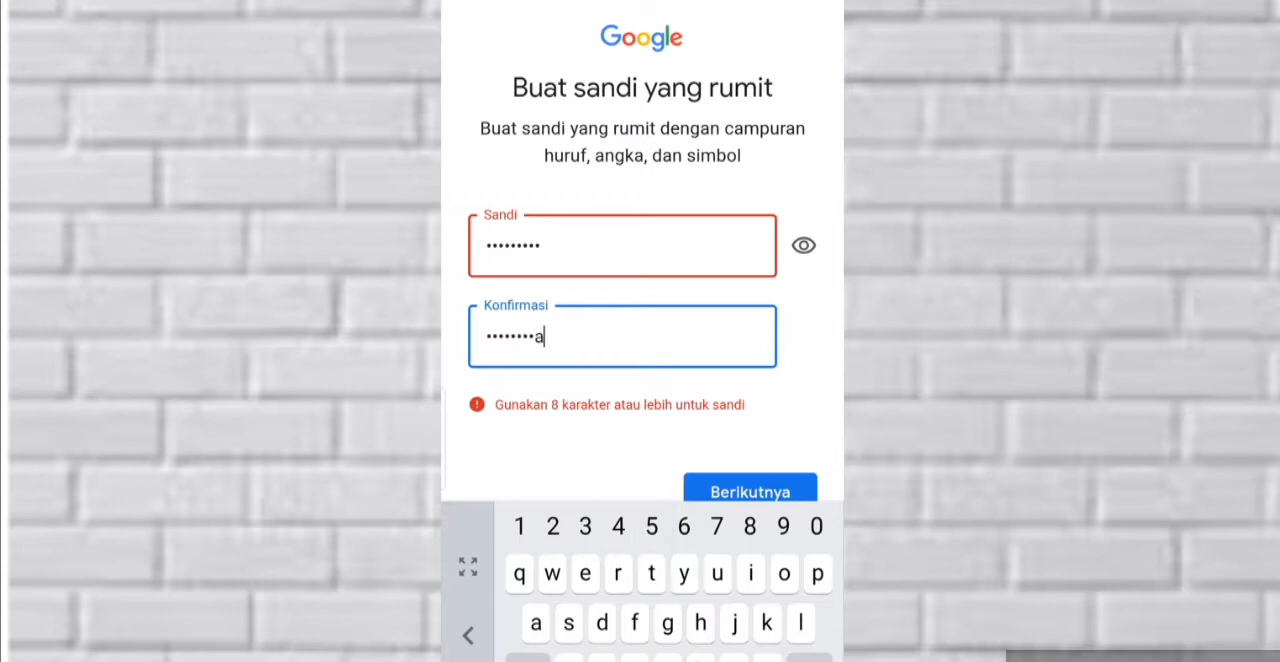 Google
Buat sandi yang rumit
Buat sandi yang rumit dengan campuran
huruf, angka, dan simbol
Sandi
•••••••••
Konfirmasi
••••••••a
Gunakan 8 karakter atau lebih untuk sandi
Berikutnya
1 2 3 4 5 6 7 8 9 0
q w e r t y u i o p
a s d f g h j k l